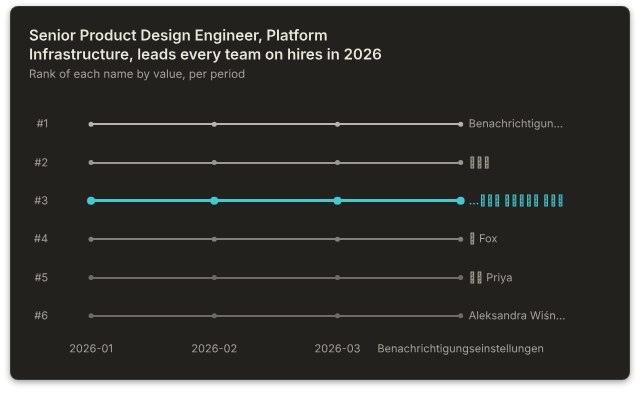 Senior Product Design Engineer, Platform
Infrastructure, leads every team on hires in 2026
Rank of each name by value, per period
#1
Benachrichtigun…
#2
#3
#4
Fox
#5
Priya
#6
Aleksandra Wiśn…
2026-01
2026-02
2026-03
Benachrichtigungseinstellungen